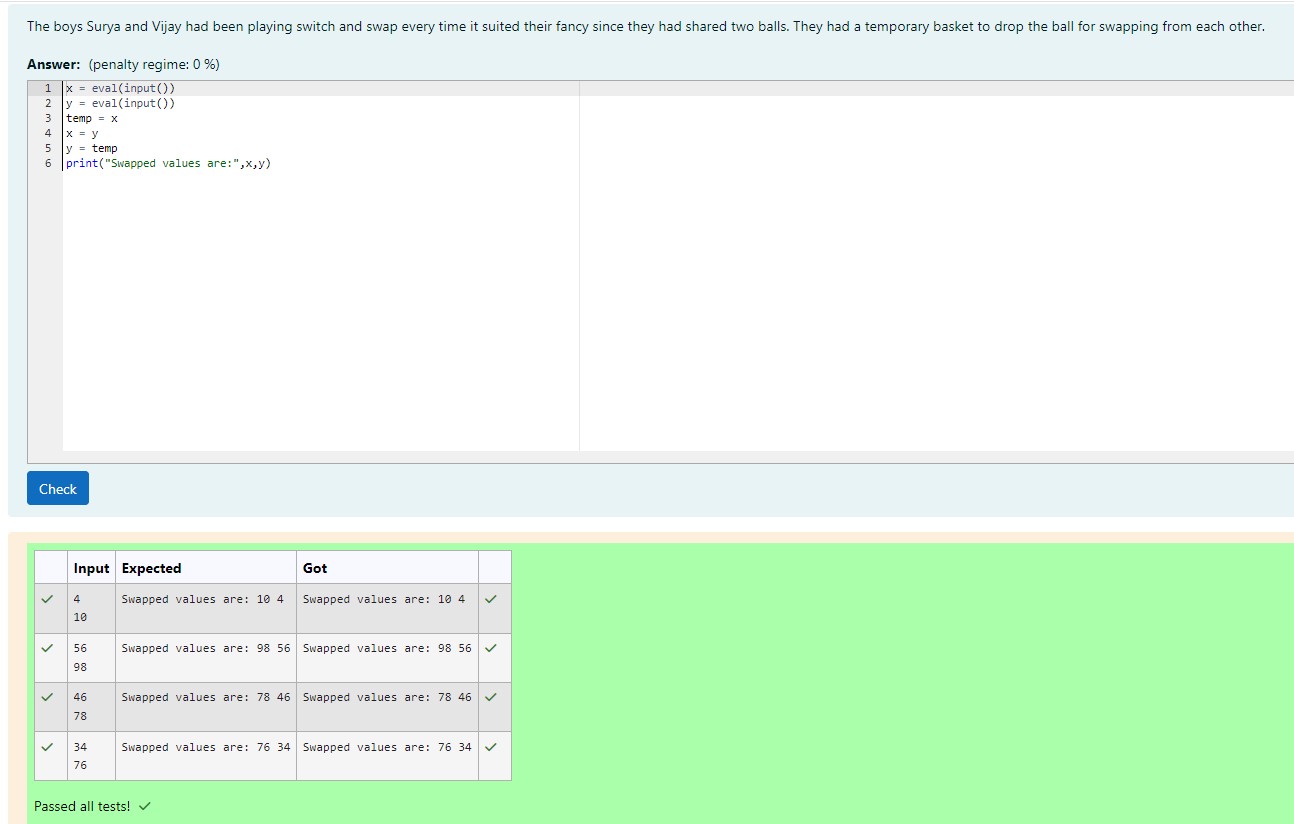 The boys Surya and Vijay had been playing switch and swap every time it suited their fancy since they had shared two balls. They had a temporary basket to drop the ball for swapping from each other.
Answer: (penalty regime: 0 %)
1 x = eval(input())
2 y = eval(input())
3 temp = x
4 x = y
5 y = temp
6 print("Swapped values are:",x,y)
Check
Input Expected Got
4 Swapped values are: 10 4 Swapped values are: 10 4
10
56 Swapped values are: 98 56 Swapped values are: 98 56
98
46 Swapped values are: 78 46 Swapped values are: 78 46
78
34 Swapped values are: 76 34 Swapped values are: 76 34
76
Passed all tests!